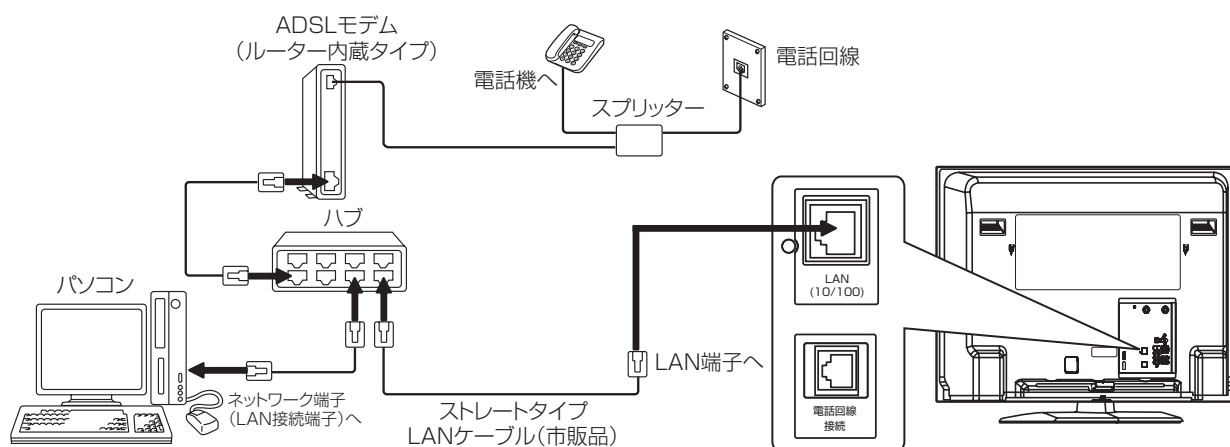 ADSLモデム
（ルーター内蔵タイプ）
電話機へ
電話回線
スプリッター
ハブ
パソコン
LAN
(10/100)
LAN端子へ
ネットワーク端子
（LAN接続端子）へ
ストレートタイプ
LANケーブル（市販品）
電話回線
接続